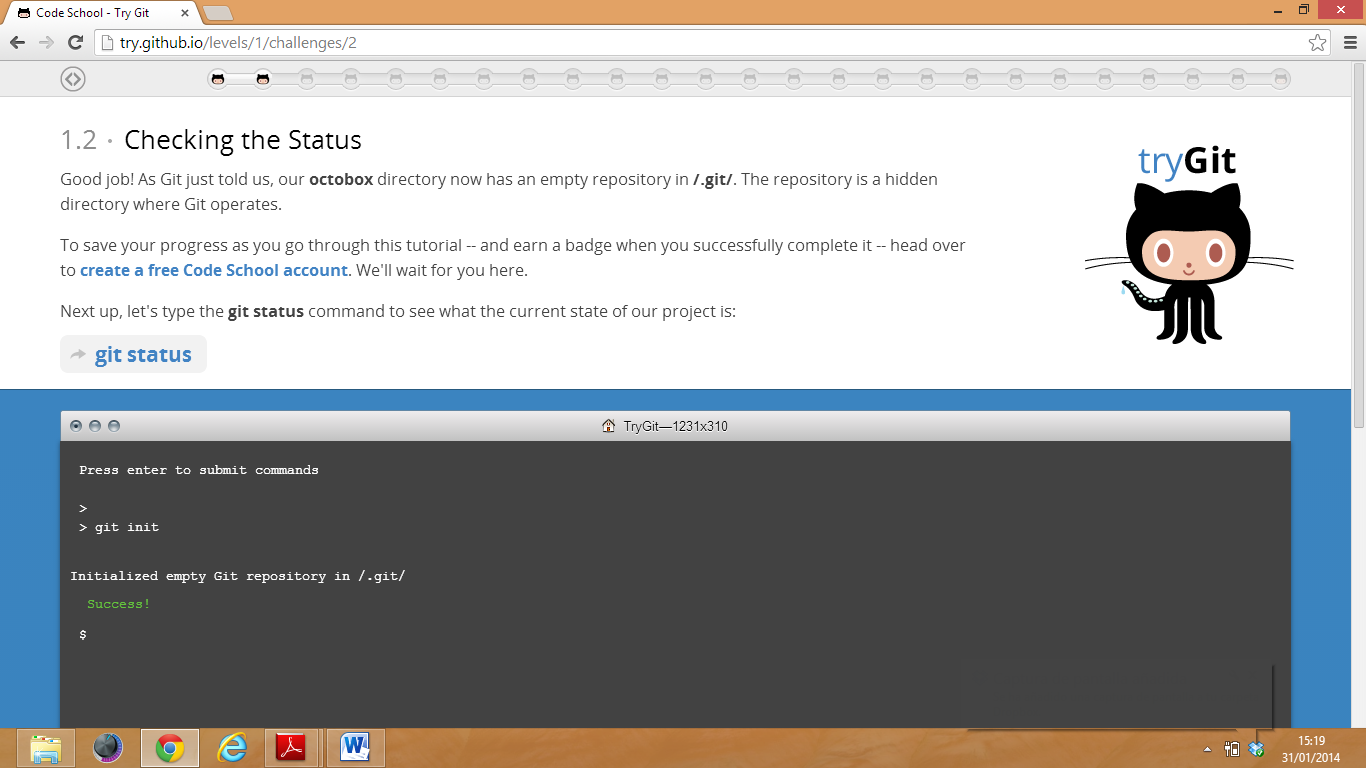 Code School - Try Git
try.github.io/levels/1/challenges/2
1.2 · Checking the Status
Good job! As Git just told us, our octobox directory now has an empty repository in /.git/. The repository is a hidden
directory where Git operates.
To save your progress as you go through this tutorial -- and earn a badge when you successfully complete it -- head over
to create a free Code School account. We'll wait for you here.
Next up, let's type the git status command to see what the current state of our project is:
git status
tryGit
TryGit—1231x310
Press enter to submit commands
>
> git init
Initialized empty Git repository in /.git/
Success!
$
15:19
31/01/2014